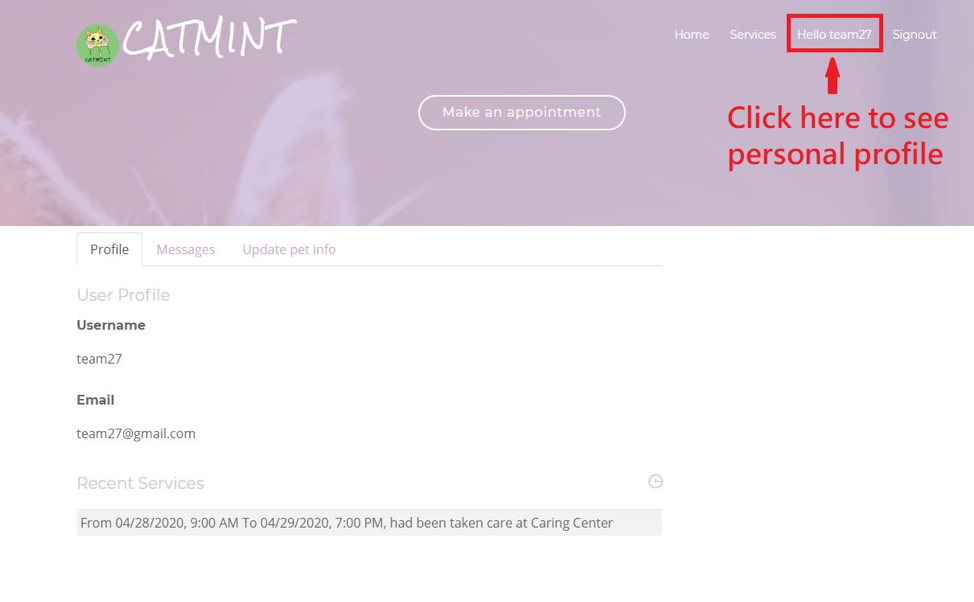 CATMINT
CATMINT
Home Services Hello team27 Signout
Make an appointment
Click here to see
personal profile
Profile Messages Update pet info
User Profile
Username
team27
Email
team27@gmail.com
Recent Services
From 04/28/2020, 9:00 AM To 04/29/2020, 7:00 PM, had been taken care at Caring Center